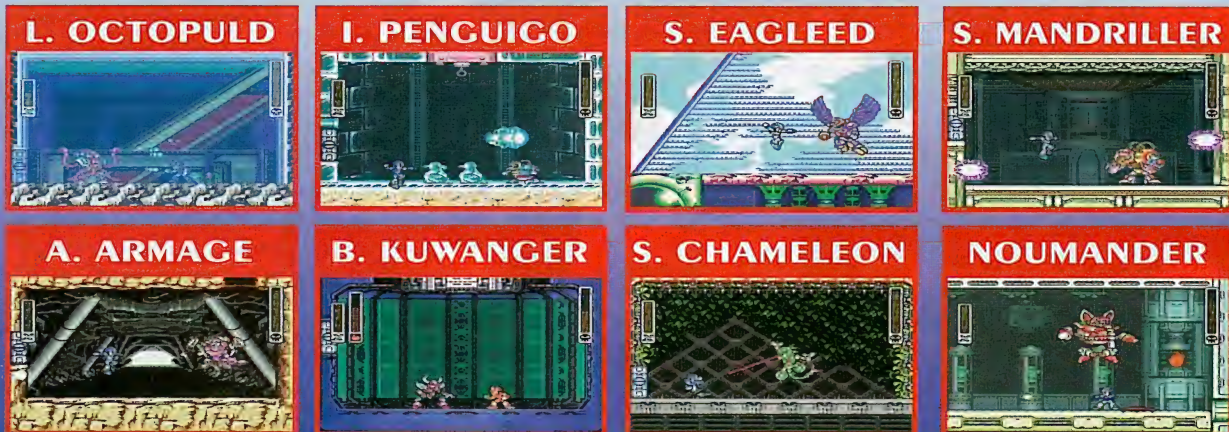 L. OCTOPULD
I. PENGUIGO
S. EAGLEED
S. MANDRILLER
A. ARMAGE
B. KUWANGER
S. CHAMELEON
NOUMANDER